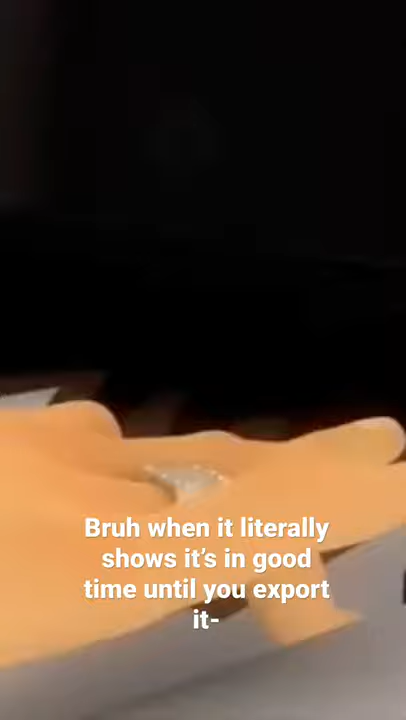 Bruh when it literally
shows it's in good
time until you export
it-